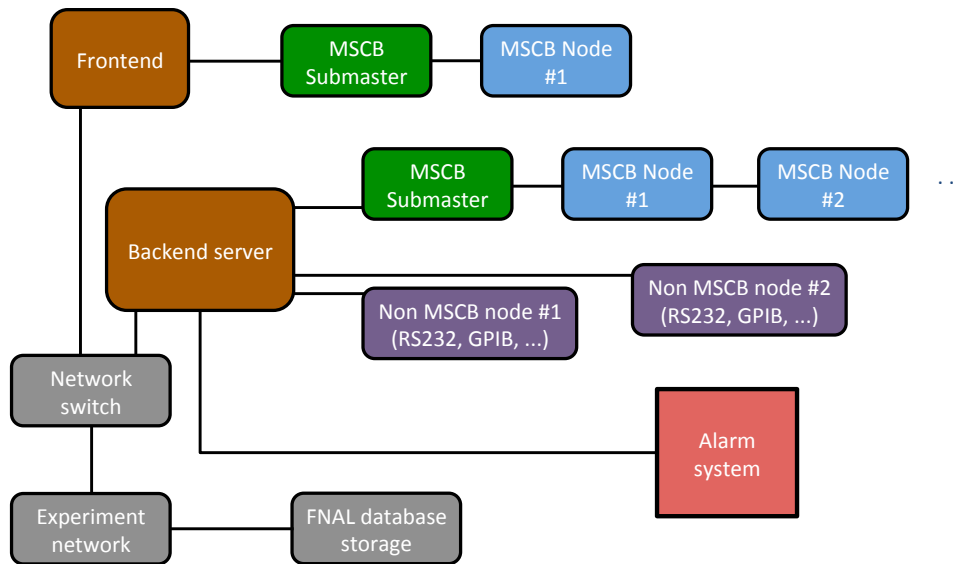 Frontend
MSCB
Submaster
MSCB Node
#1
MSCB
Submaster
MSCB Node
#1
MSCB Node
#2
. .
Backend server
Non MSCB node #1
(RS232, GPIB, ...)
Non MSCB node #2
(RS232, GPIB, ...)
Network
switch
Alarm
system
Experiment
network
FNAL database
storage